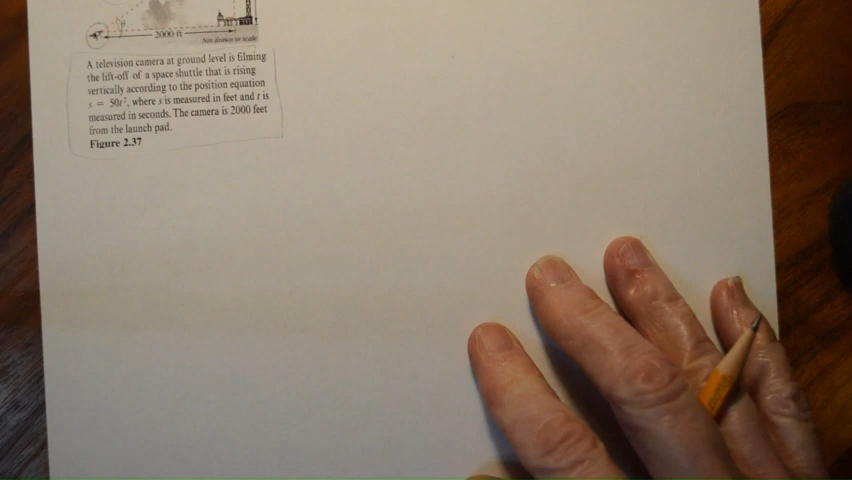 2000 ft
Not drawn to scale
A television camera at ground level is filming
the lift-off of a space shuttle that is rising
vertically according to the position equation
s = 50t², where s is measured in feet and t is
measured in seconds. The camera is 2000 feet
from the launch pad.
Figure 2.37